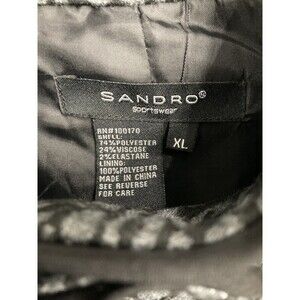 SANDRO®
sportswear
XL
RN#100170
SHELL:
74%POLYESTER
24%VISCOSE
2%ELASTANE
LINING:
100%POLYESTER
MADE IN CHINA
SEE REVERSE
FOR CARE